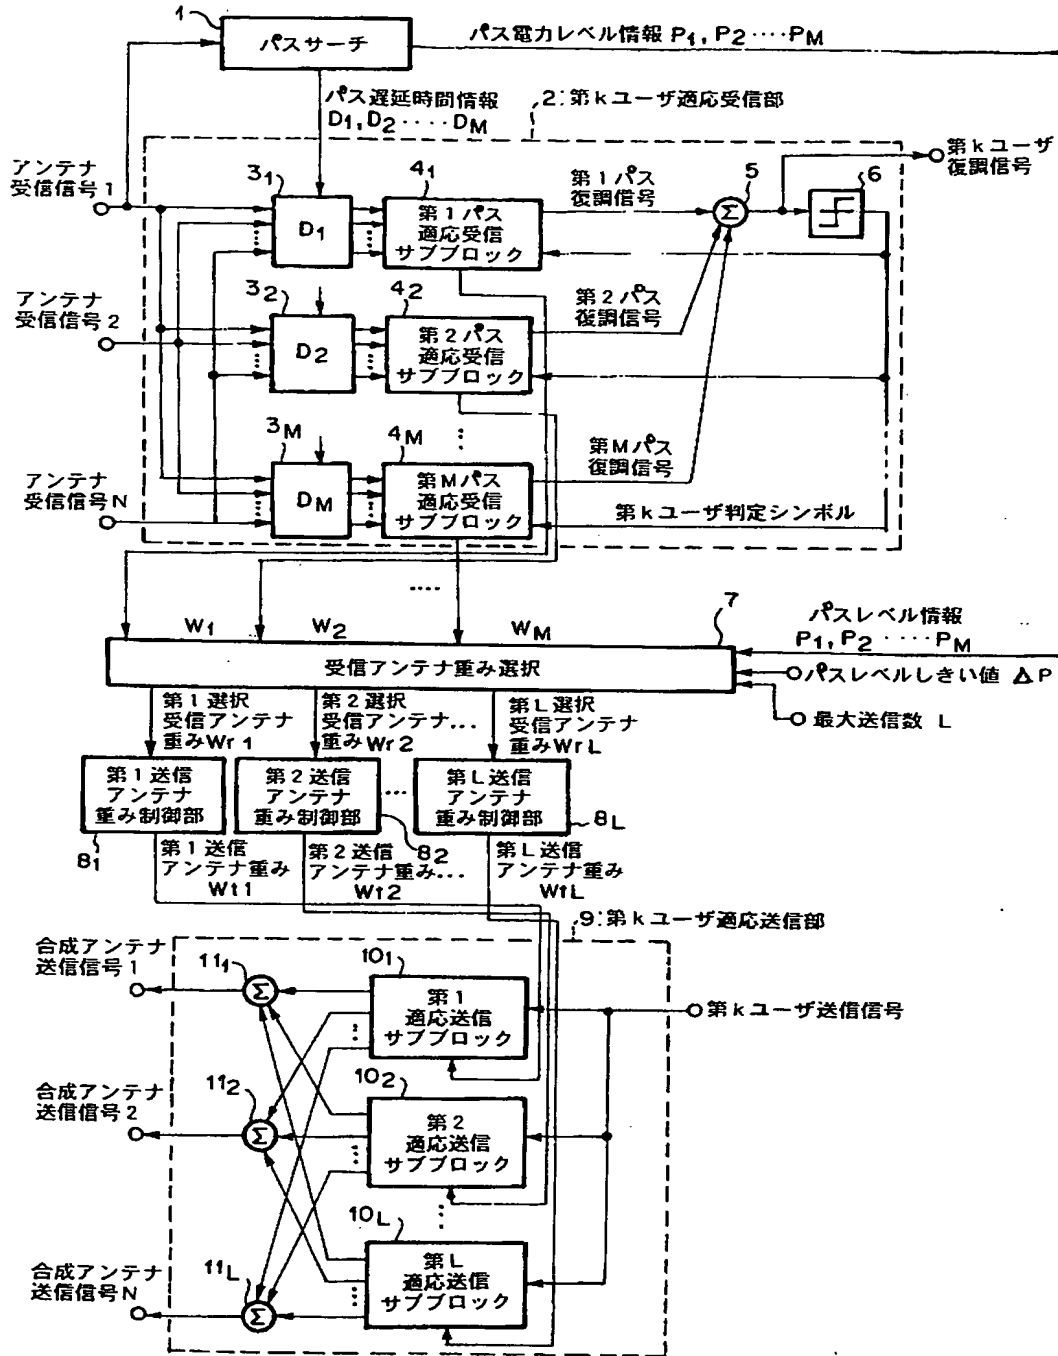 1
パスサーチ
パス電力レベル情報 P1, P2 ‥‥PM
パス遅延時間情報
D1, D2 ‥‥DM
2:第kユーザ適応受信部
アンテナ
受信信号1
31
D1
41
第1パス
適応受信
サブブロック
第1パス
復調信号
5
Σ
6
第kユーザ
復調信号
アンテナ
受信信号2
32
D2
42
第2パス
適応受信
サブブロック
第2パス
復調信号
アンテナ
受信信号N
3M
DM
4M
第Mパス
適応受信
サブブロック
第Mパス
復調信号
第kユーザ判定シンボル
W1
W2
WM
7
受信アンテナ重み選択
パスレベル情報
P1, P2 ‥‥PM
パスレベルしきい値 ΔP
最大送信数 L
第1選択
受信アンテナ
重みWr1
第2選択
受信アンテナ...
重みWr2
第L選択
受信アンテナ
重みWrL
第1送信
アンテナ
重み制御部
81
第2送信
アンテナ
重み制御部
82
第L送信
アンテナ
重み制御部
8L
第1送信
アンテナ重み
Wt1
第2送信
アンテナ重み...
Wt2
第L送信
アンテナ重み
WtL
9:第kユーザ適応送信部
合成アンテナ
送信信号1
111
Σ
101
第1
適応送信
サブブロック
第kユーザ送信信号
合成アンテナ
送信信号2
112
Σ
102
第2
適応送信
サブブロック
合成アンテナ
送信信号N
11L
Σ
10L
第L
適応送信
サブブロック